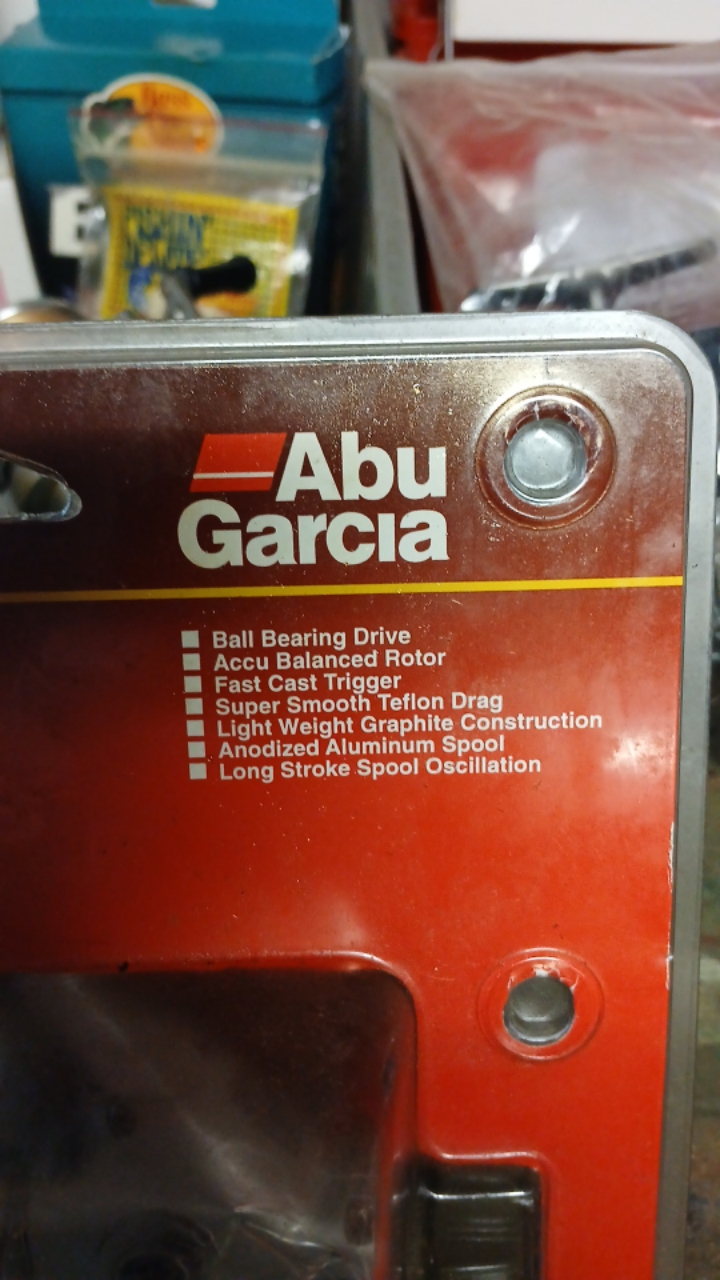 Abu
Garcia
Ball Bearing Drive
Accu Balanced Rotor
Fast Cast Trigger
Super Smooth Teflon Drag
Light Weight Graphite Construction
Anodized Aluminum Spool
Long Stroke Spool Oscillation